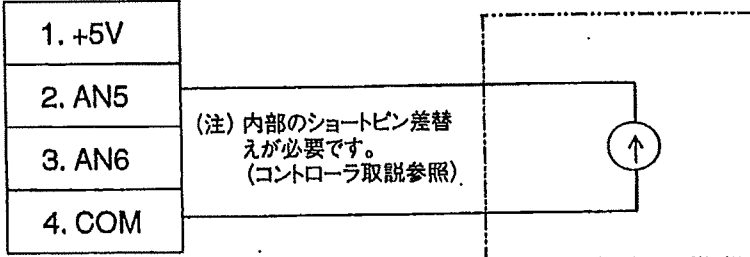 1. +5V
2. AN5
3. AN6
4. COM
(注) 内部のショートピン差替
えが必要です。
(コントローラ取説参照)